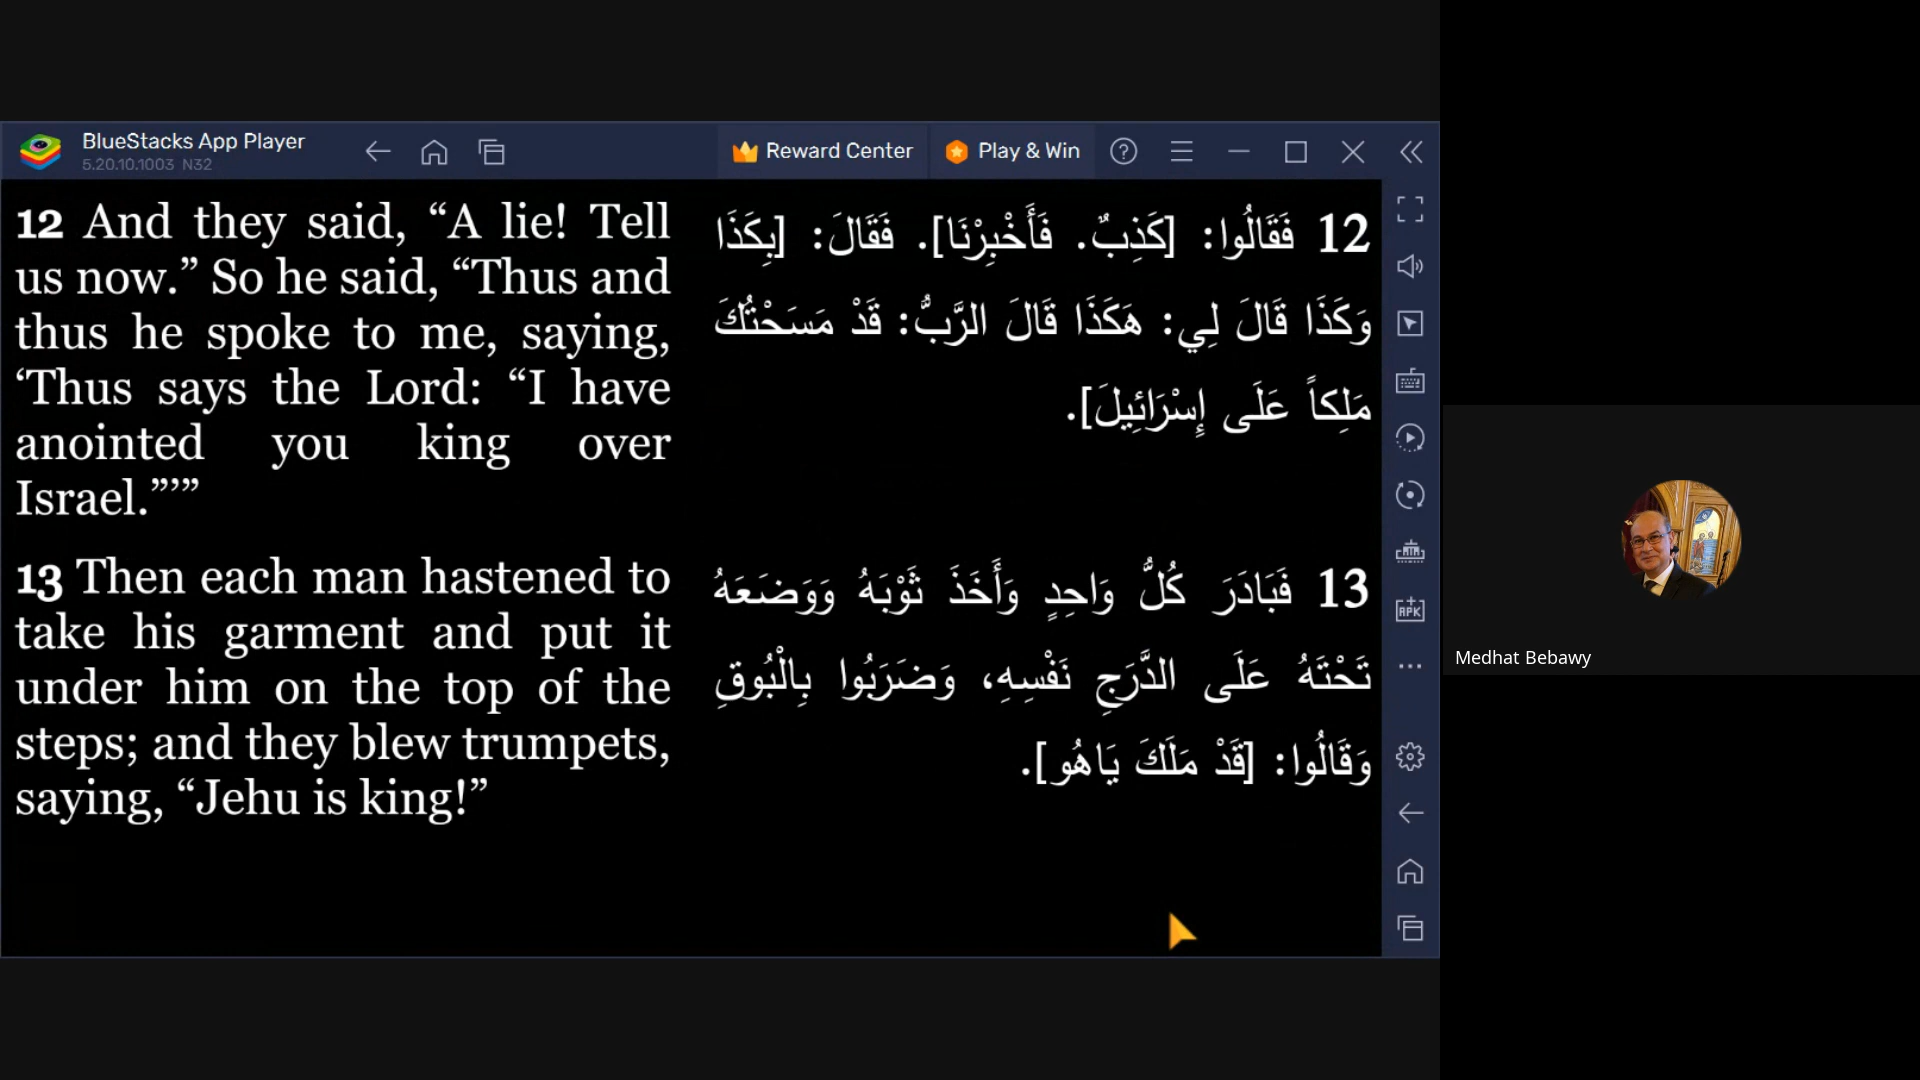 BlueStacks App Player
5.20.10.1003 N32
Reward Center
Play & Win
12 And they said, “A lie! Tell
us now.” So he said, “Thus and
thus he spoke to me, saying,
‘Thus says the Lord: “I have
anointed you king over
Israel.”’”
13 Then each man hastened to
take his garment and put it
under him on the top of the
steps; and they blew trumpets,
saying, “Jehu is king!”
12 فَقَالُوا: [كَذِبٌ. فَأَخْبِرْنَا]. فَقَالَ: [بِكَذَا
وَكَذَا قَالَ لِي: هَكَذَا قَالَ الرَّبُّ: قَدْ مَسَحْتُكَ
مَلِكاً عَلَى إِسْرَائِيلَ].
13 فَبَادَرَ كُلُّ وَاحِدٍ وَأَخَذَ ثَوْبَهُ وَوَضَعَهُ
تَحْتَهُ عَلَى الدَّرَجِ نَفْسِهِ، وَضَرَبُوا بِالْبُوقِ
وَقَالُوا: [قَدْ مَلَكَ يَاهُو].
APK
Medhat Bebawy